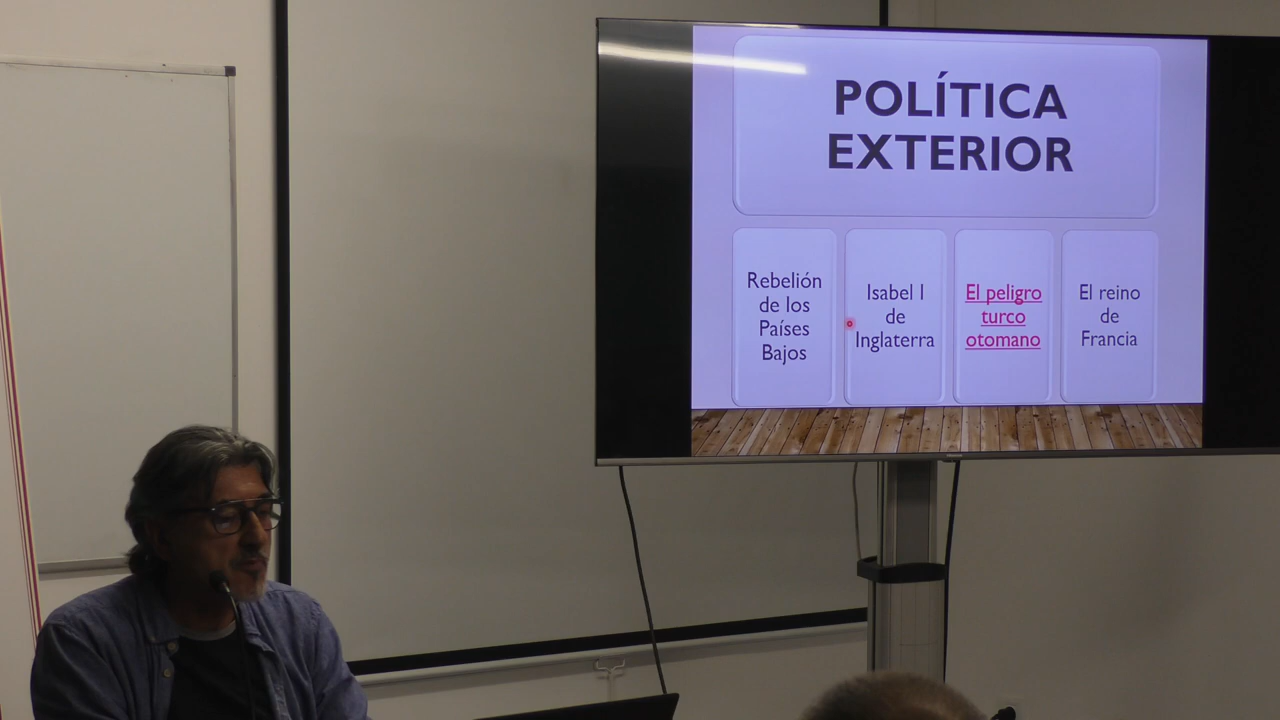 POLÍTICA
EXTERIOR
Rebelión
de los
Países
Bajos
Isabel I
de
Inglaterra
El peligro
turco
otomano
El reino
de
Francia